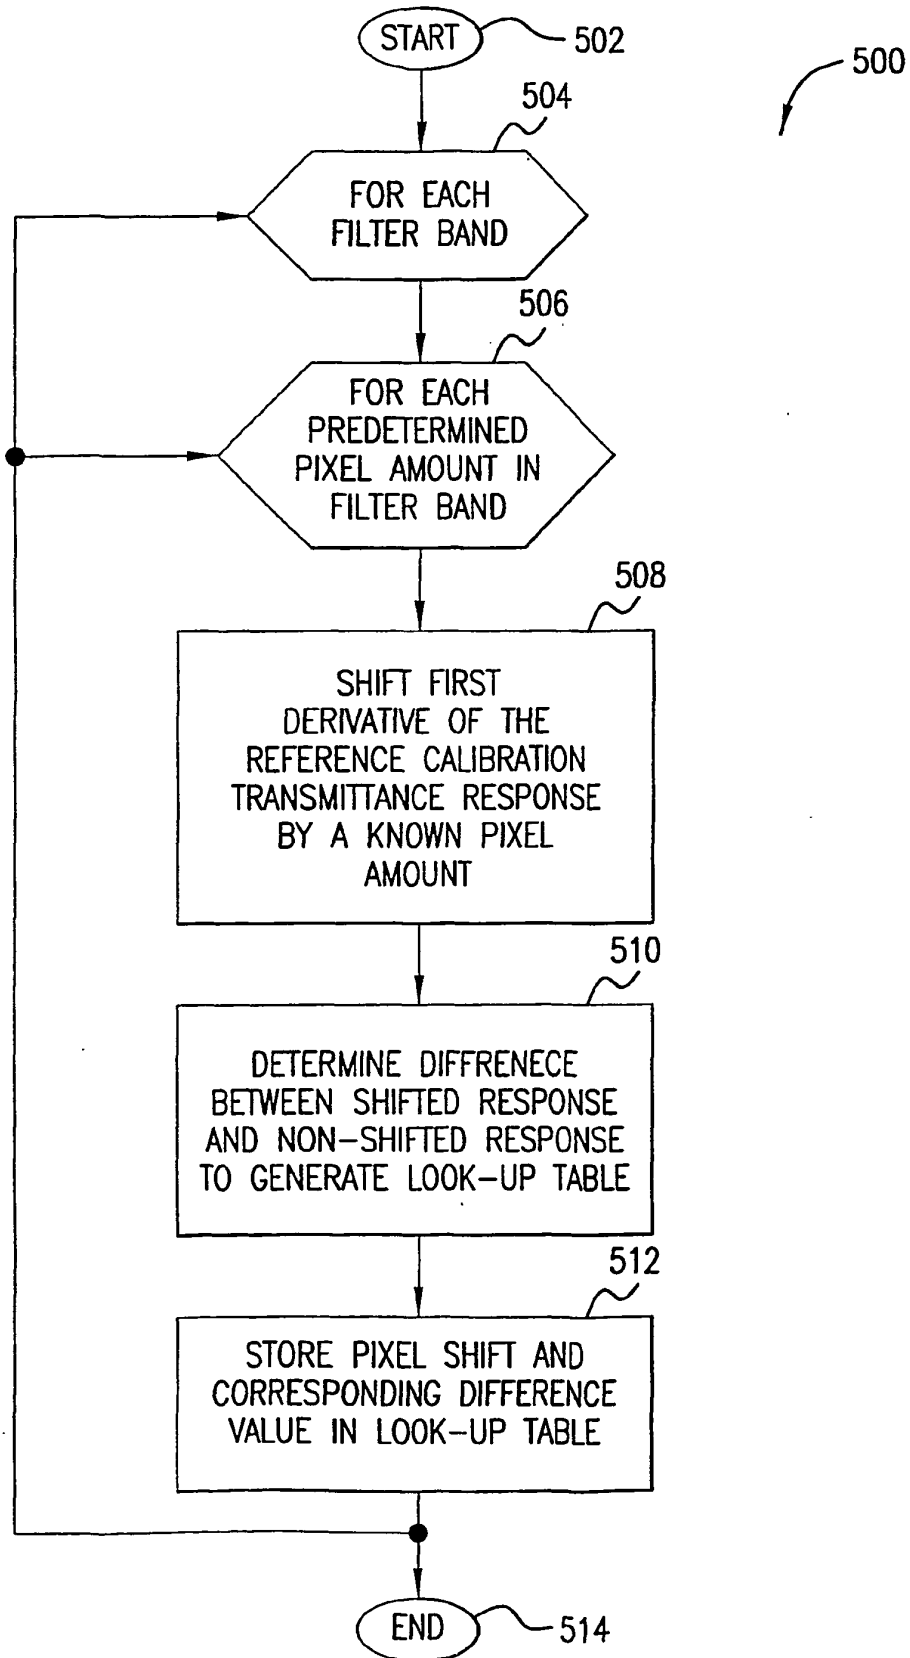 START
502
500
504
FOR EACH
FILTER BAND
506
FOR EACH
PREDETERMINED
PIXEL AMOUNT IN
FILTER BAND
508
SHIFT FIRST
DERIVATIVE OF THE
REFERENCE CALIBRATION
TRANSMITTANCE RESPONSE
BY A KNOWN PIXEL
AMOUNT
510
DETERMINE DIFFRENECE
BETWEEN SHIFTED RESPONSE
AND NON-SHIFTED RESPONSE
TO GENERATE LOOK-UP TABLE
512
STORE PIXEL SHIFT AND
CORRESPONDING DIFFERENCE
VALUE IN LOOK-UP TABLE
END
514